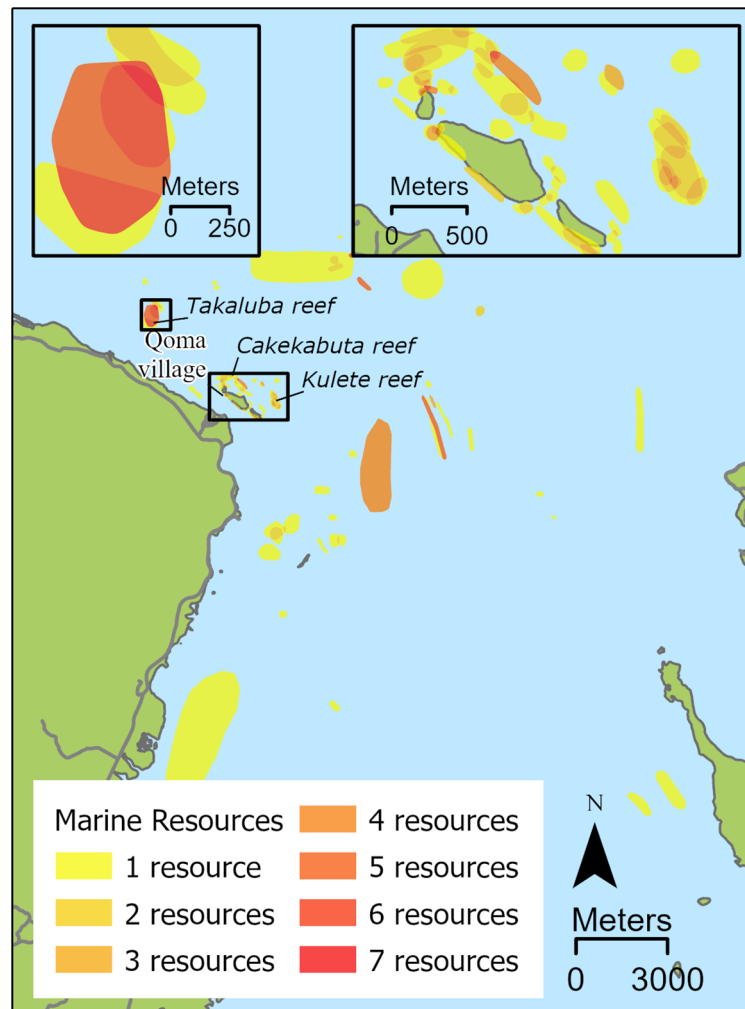 Meters
0 250
Meters
0 500
Takaluba reef
Qoma
village
Cakekabuta reef
Kulete reef
Marine Resources
1 resource
2 resources
3 resources
4 resources
5 resources
6 resources
7 resources
N
Meters
0 3000